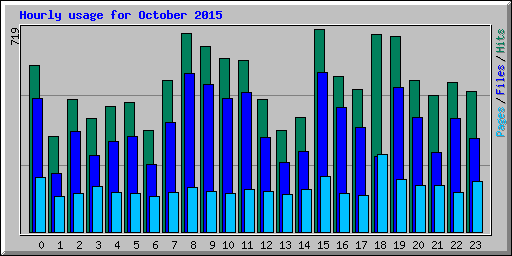 Hourly usage for October 2015
719
Pages/Files/Hits
0 1 2 3 4 5 6 7 8 9 10 11 12 13 14 15 16 17 18 19 20 21 22 23